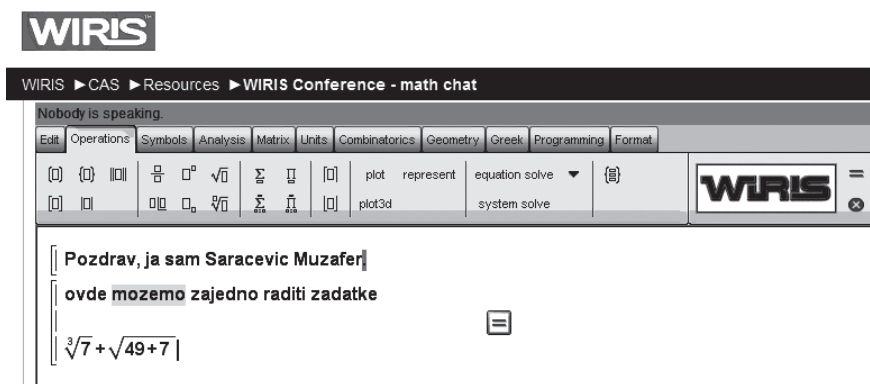 WIRIS
WIRIS ►CAS ►Resources ►WIRIS Conference - math chat
Nobody is speaking.
Edit Operations Symbols Analysis Matrix Units Combinatorics Geometry Greek Programming Format
plot represent equation solve
plot3d system solve
WIRIS
Pozdrav, ja sam Saracevic Muzafer.
ovde mozemo zajedno raditi zadatke
=
∛7 + √(49+7)